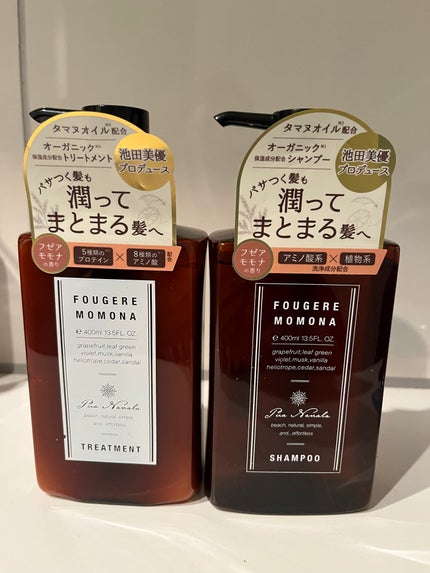 タマヌオイル※2配合
オーガニック※1
保湿成分配合トリートメント
池田美優
プロデュース
パサつく髪も
潤って
まとまる髪へ
フゼア
モモナ
の香り
5種類の
プロテイン
×
8種類の
アミノ酸
配合
FOUGERE
MOMONA
℮ 400ml 13.5FL. OZ.
grapefruit,leaf green
violet,musk,vanilla
heliotrope,cedar,sandal
Pua Nanala
beach, natural, simple,
and...effortless
TREATMENT
タマヌオイル※2配合
オーガニック※1
保湿成分配合シャンプー
池田美優
プロデュース
パサつく髪も
潤って
まとまる髪へ
フゼア
モモナ
の香り
アミノ酸系 × 植物系
洗浄成分配合
FOUGERE
MOMONA
℮ 400ml 13.5FL. OZ.
grapefruit,leaf green
violet,musk,vanilla
heliotrope,cedar,sandal
Pua Nanala
beach, natural, simple,
and...effortless
SHAMPOO